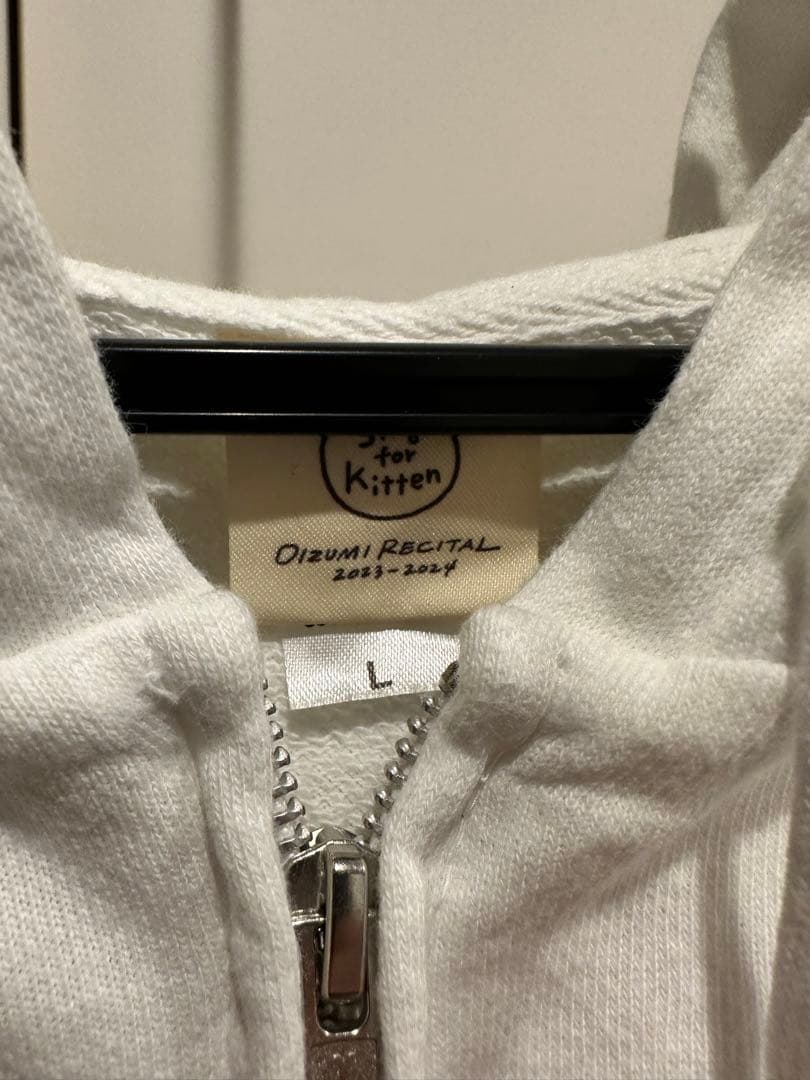 for
Kitten
OIZUMI RECITAL
2023-2024
L